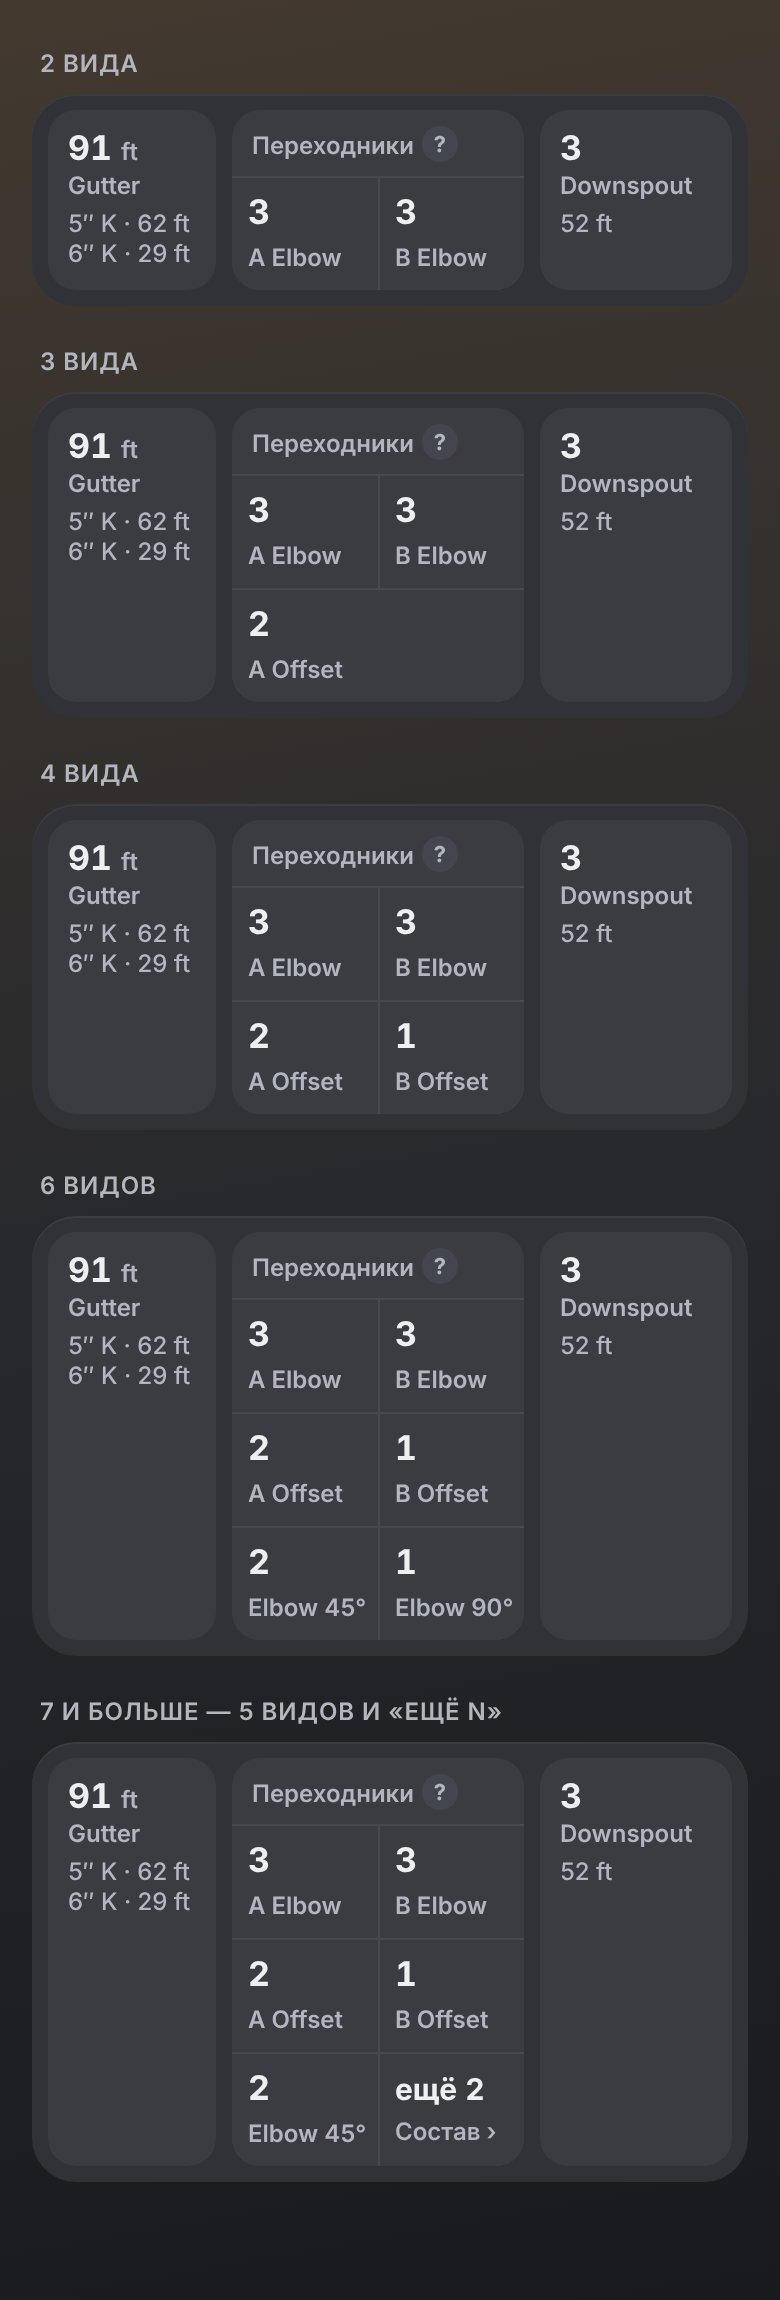 2 ВИДА
91 ft
Gutter
5″ K · 62 ft
6″ K · 29 ft
Переходники ?
3
A Elbow
3
B Elbow
3
Downspout
52 ft
3 ВИДА
91 ft
Gutter
5″ K · 62 ft
6″ K · 29 ft
Переходники ?
3
A Elbow
3
B Elbow
2
A Offset
3
Downspout
52 ft
4 ВИДА
91 ft
Gutter
5″ K · 62 ft
6″ K · 29 ft
Переходники ?
3
A Elbow
3
B Elbow
2
A Offset
1
B Offset
3
Downspout
52 ft
6 ВИДОВ
91 ft
Gutter
5″ K · 62 ft
6″ K · 29 ft
Переходники ?
3
A Elbow
3
B Elbow
2
A Offset
1
B Offset
2
Elbow 45°
1
Elbow 90°
3
Downspout
52 ft
7 И БОЛЬШЕ — 5 ВИДОВ И «ЕЩЁ N»
91 ft
Gutter
5″ K · 62 ft
6″ K · 29 ft
Переходники ?
3
A Elbow
3
B Elbow
2
A Offset
1
B Offset
2
Elbow 45°
ещё 2
Состав ›
3
Downspout
52 ft